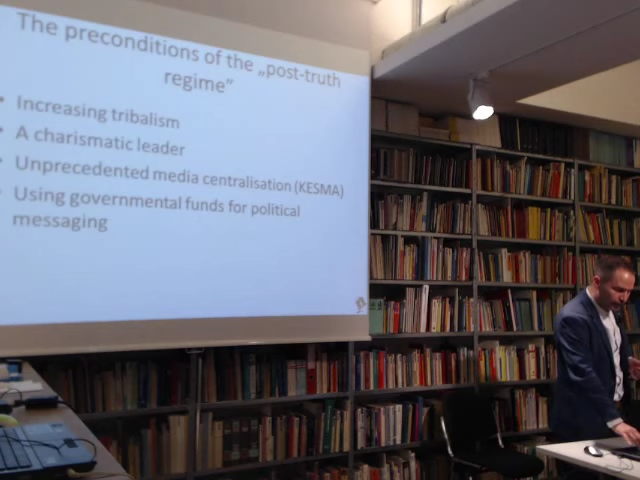 The preconditions of the „post-truth
regime”
• Increasing tribalism
• A charismatic leader
• Unprecedented media centralisation (KESMA)
• Using governmental funds for political
messaging